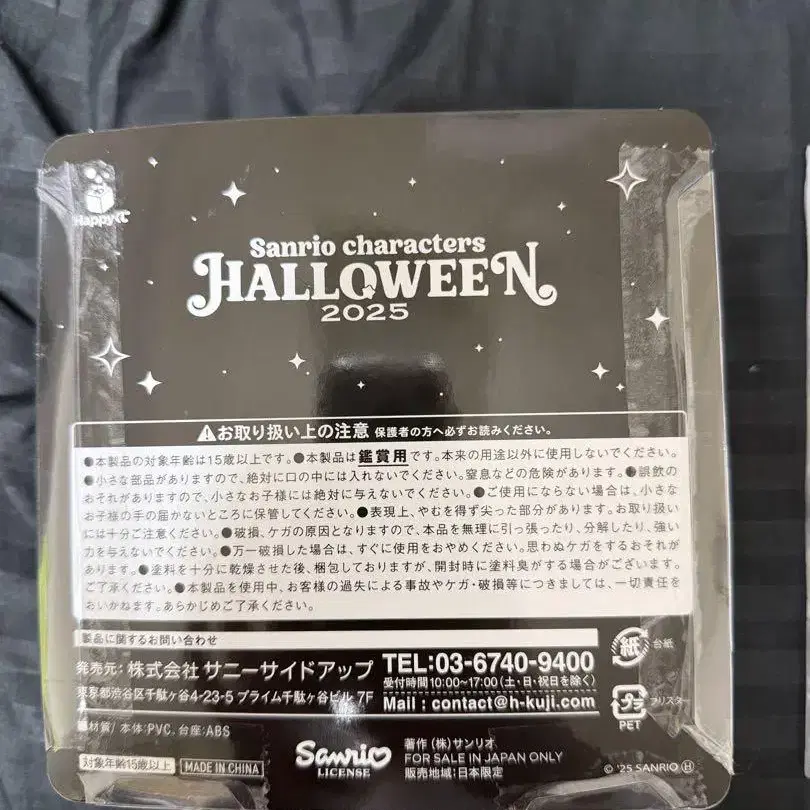 Happyくじ
Sanrio characters
HALLOWEEN
2025
⚠お取り扱い上の注意 保護者の方へ必ずお読みください。
●本製品の対象年齢は15歳以上です。●本製品は鑑賞用です。本来の用途以外に使用しないでください。
●小さな部品がありますので、絶対に口の中には入れないでください。窒息などの危険があります。●誤飲の
おそれがありますので、小さなお子様には絶対に与えないでください。●ご使用にならない場合は、小さな
お子様の手の届かないところに保管してください。●表現上、やむを得ず尖った部分があります。お取り扱い
には十分ご注意ください。●破損、ケガの原因となりますので、本品を無理に引っ張ったり、分解したり、強い
力を与えないでください。●万一破損した場合は、すぐに使用をおやめください。思わぬケガをするおそれが
あります。●塗料を十分に乾燥させた後、梱包しておりますが、開封時に塗料臭がする場合がございます。
ご了承ください。●本製品を使用中、お客様の過失による事故やケガ・破損等につきましては、一切責任を
おいかねます。あらかじめご了承ください。
製品に関するお問い合わせ
発売元:株式会社 サニーサイドアップ
東京都渋谷区千駄ヶ谷4-23-5 プライム千駄ヶ谷ビル 7F
TEL:03-6740-9400
受付時間10:00~17:00(土・日・祝日を除く)
Mail : contact@h-kuji.com
紙 台紙
プラ ブリスター
PET
材質/ 本体:PVC、台座:ABS
対象年齢15歳以上
MADE IN CHINA
Sanrio
LICENSE
著作 (株)サンリオ
FOR SALE IN JAPAN ONLY
販売地域:日本限定
© '25 SANRIO Ⓗ